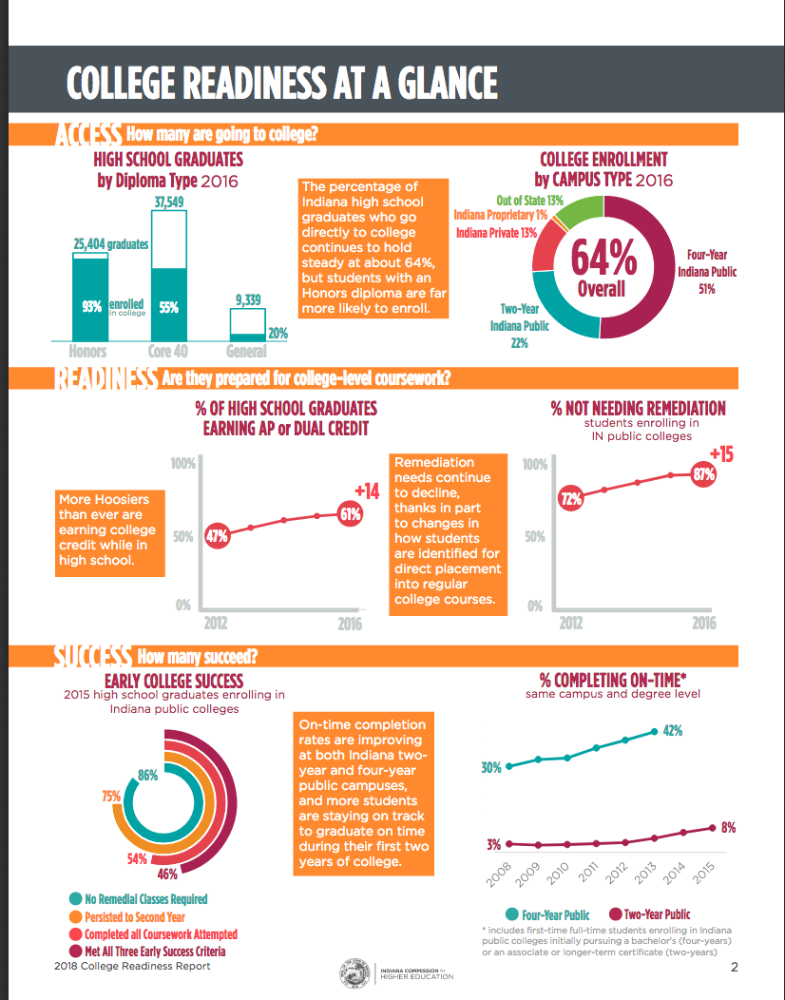 COLLEGE READINESS AT A GLANCE
ACCESS How many are going to college?
HIGH SCHOOL GRADUATES
by Diploma Type 2016
37,549
25,404 graduates
93%
enrolled
in college
55%
9,339
20%
Honors
Core 40
General
The percentage of
Indiana high school
graduates who go
directly to college
continues to hold
steady at about 64%,
but students with an
Honors diploma are far
more likely to enroll.
COLLEGE ENROLLMENT
by CAMPUS TYPE 2016
Out of State 13%
Indiana Proprietary 1%
Indiana Private 13%
64%
Overall
Four-Year
Indiana Public
51%
Two-Year
Indiana Public
22%
READINESS Are they prepared for college-level coursework?
More Hoosiers
than ever are
earning college
credit while in
high school.
% OF HIGH SCHOOL GRADUATES
EARNING AP or DUAL CREDIT
100%
50%
0%
47%
61%
+14
2012
2016
Remediation
needs continue
to decline,
thanks in part
to changes in
how students
are identified for
direct placement
into regular
college courses.
% NOT NEEDING REMEDIATION
students enrolling in
IN public colleges
+15
100%
50%
0%
72%
87%
2012
2016
SUCCESS How many succeed?
EARLY COLLEGE SUCCESS
2015 high school graduates enrolling in
Indiana public colleges
86%
75%
54%
46%
No Remedial Classes Required
Persisted to Second Year
Completed all Coursework Attempted
Met All Three Early Success Criteria
On-time completion
rates are improving
at both Indiana two-
year and four-year
public campuses,
and more students
are staying on track
to graduate on time
during their first two
years of college.
% COMPLETING ON-TIME*
same campus and degree level
42%
30%
8%
3%
2008
2009
2010
2011
2012
2013
2014
2015
Four-Year Public
Two-Year Public
* includes first-time full-time students enrolling in Indiana
public colleges initially pursuing a bachelor's (four-years)
or an associate or longer-term certificate (two-years)
2018 College Readiness Report
INDIANA COMMISSION for
HIGHER EDUCATION
2